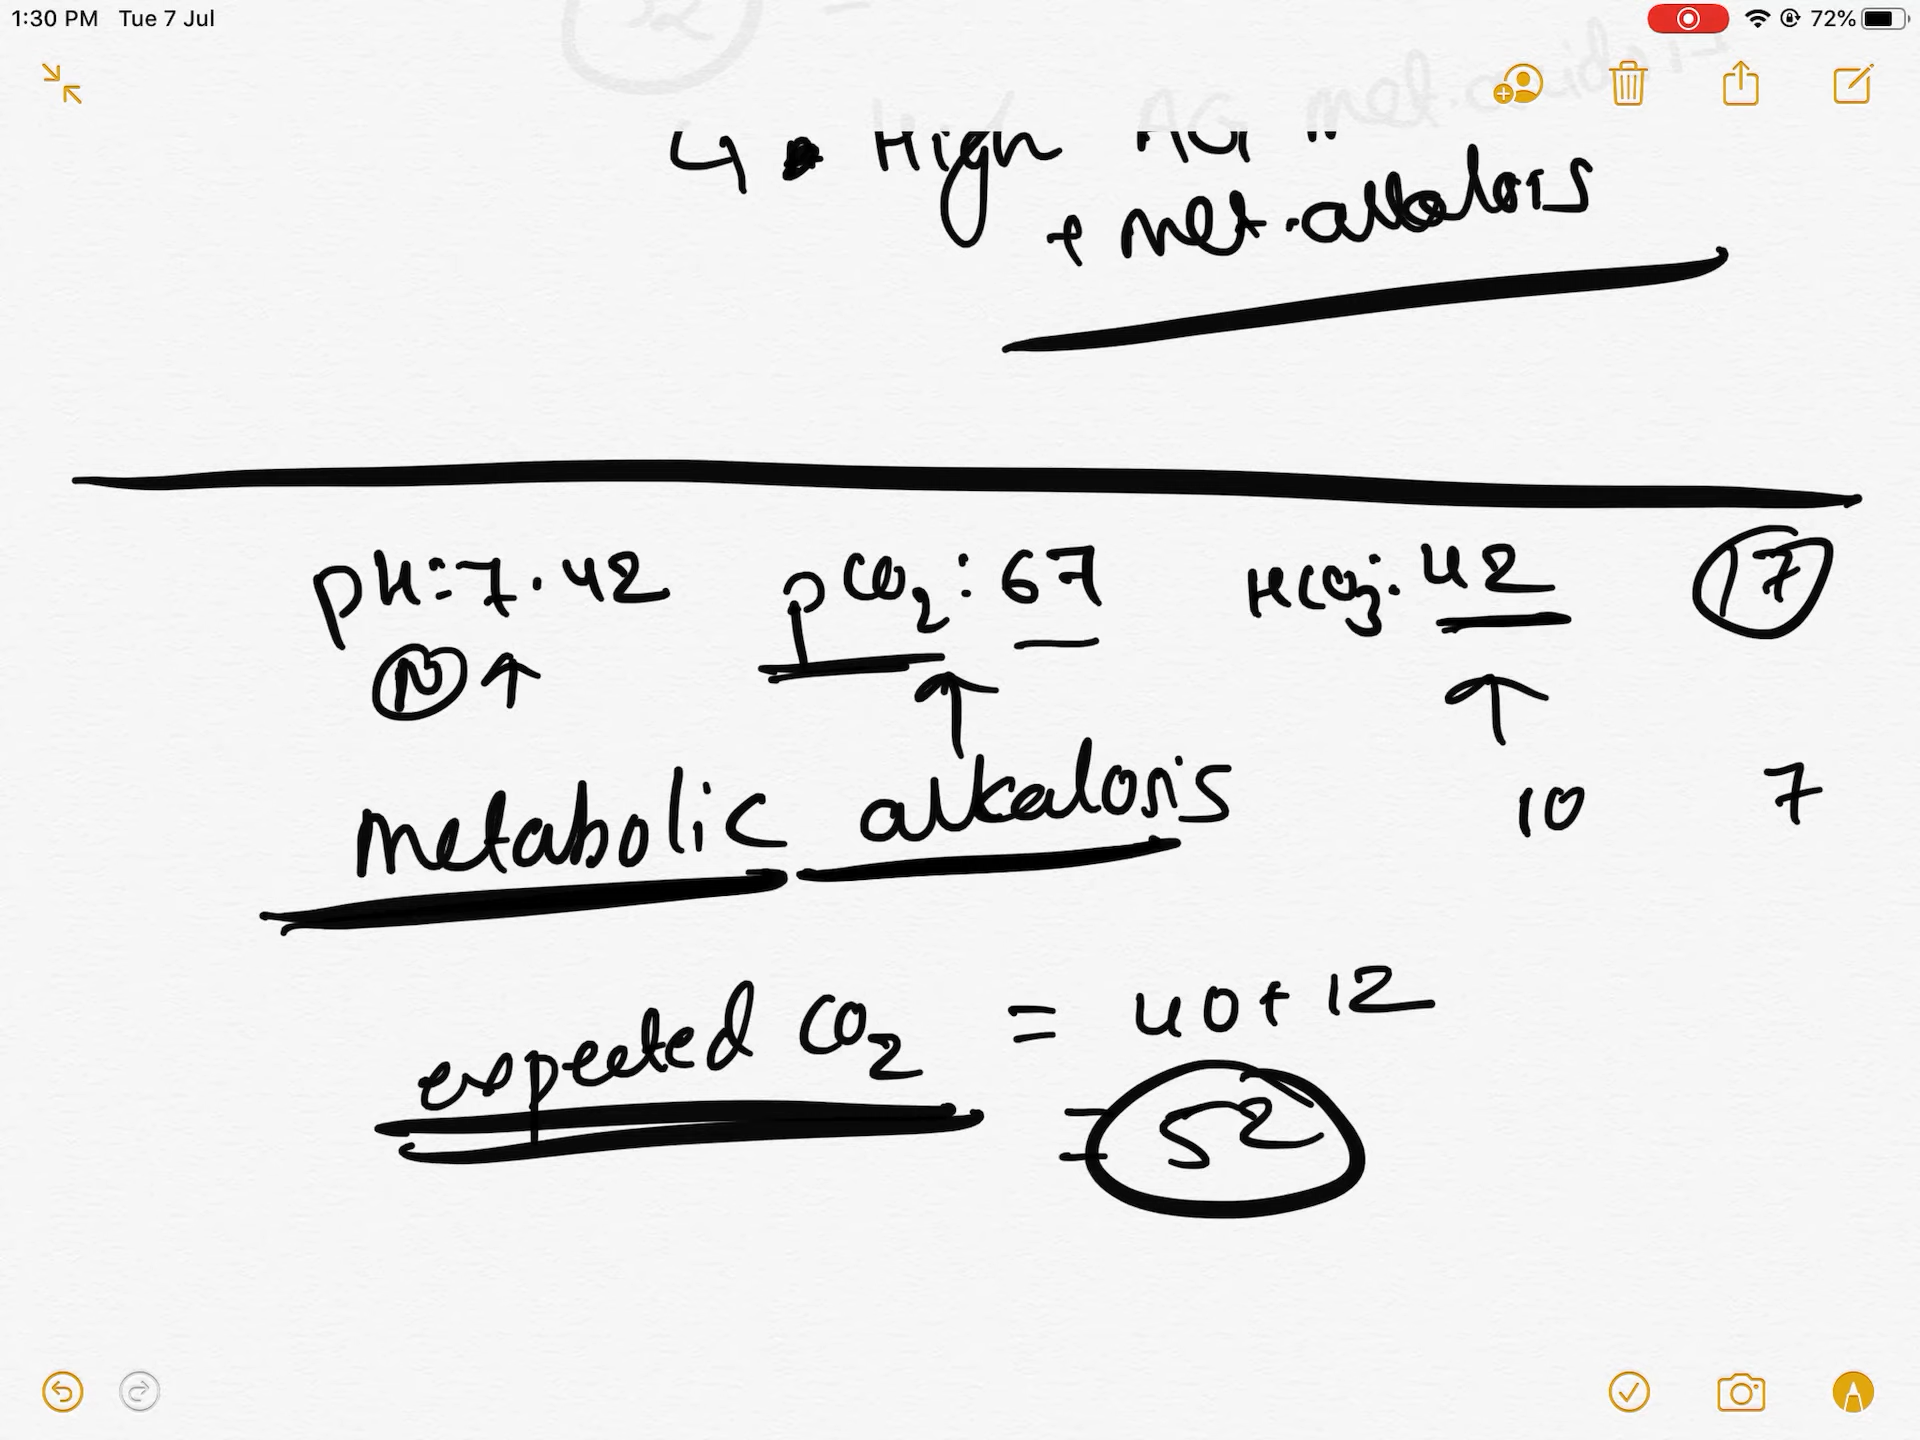 1:30 PM Tue 7 Jul 72%
High AG "
+ met. alkalosis
pH: 7.42 pCO2: 67 HCO3: 42 17
N ↑ ↑ ↑
metabolic alkalosis 10 7
expected CO2 = 40 + 12
= 52